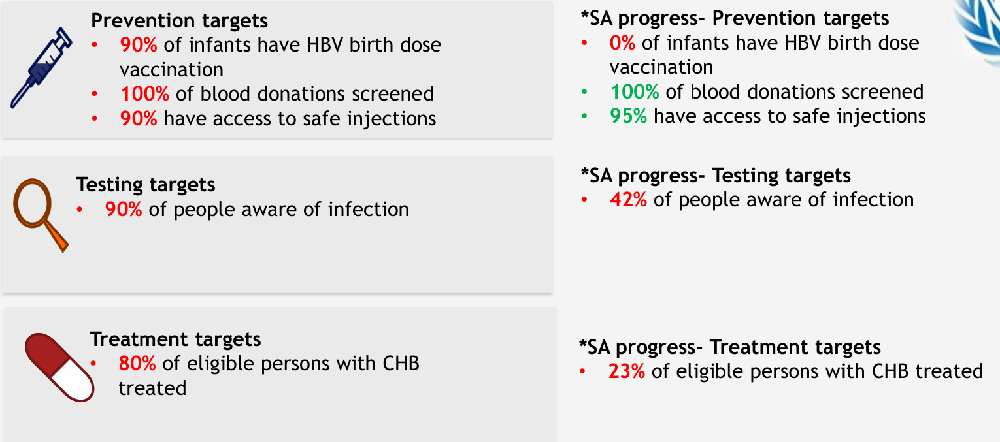 Prevention targets
• 90% of infants have HBV birth dose
vaccination
• 100% of blood donations screened
• 90% have access to safe injections
*SA progress- Prevention targets
• 0% of infants have HBV birth dose
vaccination
• 100% of blood donations screened
• 95% have access to safe injections
Testing targets
• 90% of people aware of infection
*SA progress- Testing targets
• 42% of people aware of infection
Treatment targets
• 80% of eligible persons with CHB
treated
*SA progress- Treatment targets
• 23% of eligible persons with CHB treated